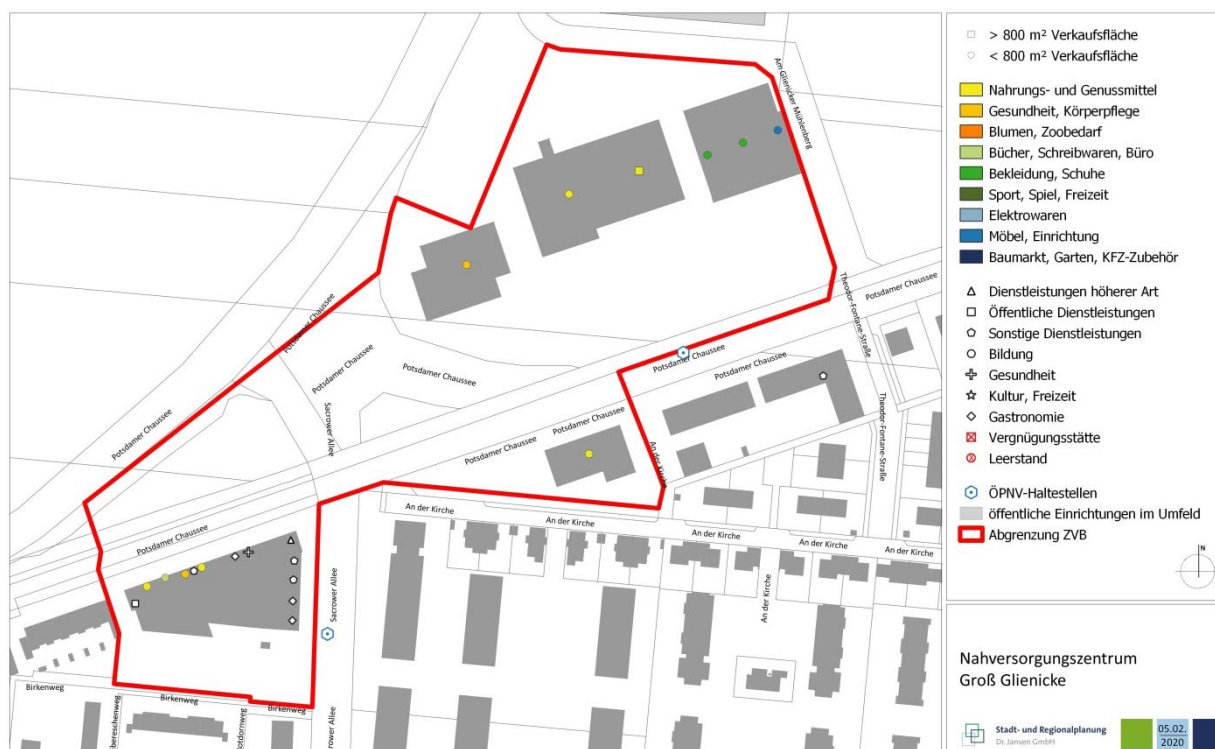 Am Glienicker Mühlenberg
Potsdamer Chaussee
Theodor-Fontane-Straße
Potsdamer Chaussee
Potsdamer Chaussee
Potsdamer Chaussee
Potsdamer Chaussee
Potsdamer Chaussee
Sacrower Allee
Potsdamer Chaussee
Potsdamer Chaussee
Potsdamer Chaussee
Potsdamer Chaussee
An der Kirche
Theodor-Fontane-Straße
Potsdamer Chaussee
An der Kirche
An der Kirche
An der Kirche
An der Kirche
An der Kirche
Sacrower Allee
Birkenweg
Birkenweg
Birkenweg
Sacrower Allee
> 800 m² Verkaufsfläche
< 800 m² Verkaufsfläche
Nahrungs- und Genussmittel
Gesundheit, Körperpflege
Blumen, Zoobedarf
Bücher, Schreibwaren, Büro
Bekleidung, Schuhe
Sport, Spiel, Freizeit
Elektrowaren
Möbel, Einrichtung
Baumarkt, Garten, KFZ-Zubehör
Dienstleistungen höherer Art
Öffentliche Dienstleistungen
Sonstige Dienstleistungen
Bildung
Gesundheit
Kultur, Freizeit
Gastronomie
Vergnügungsstätte
Leerstand
ÖPNV-Haltestellen
öffentliche Einrichtungen im Umfeld
Abgrenzung ZVB
N
Nahversorgungszentrum
Groß Glienicke
Stadt- und Regionalplanung
Dr. Jansen GmbH
05.02.
2020